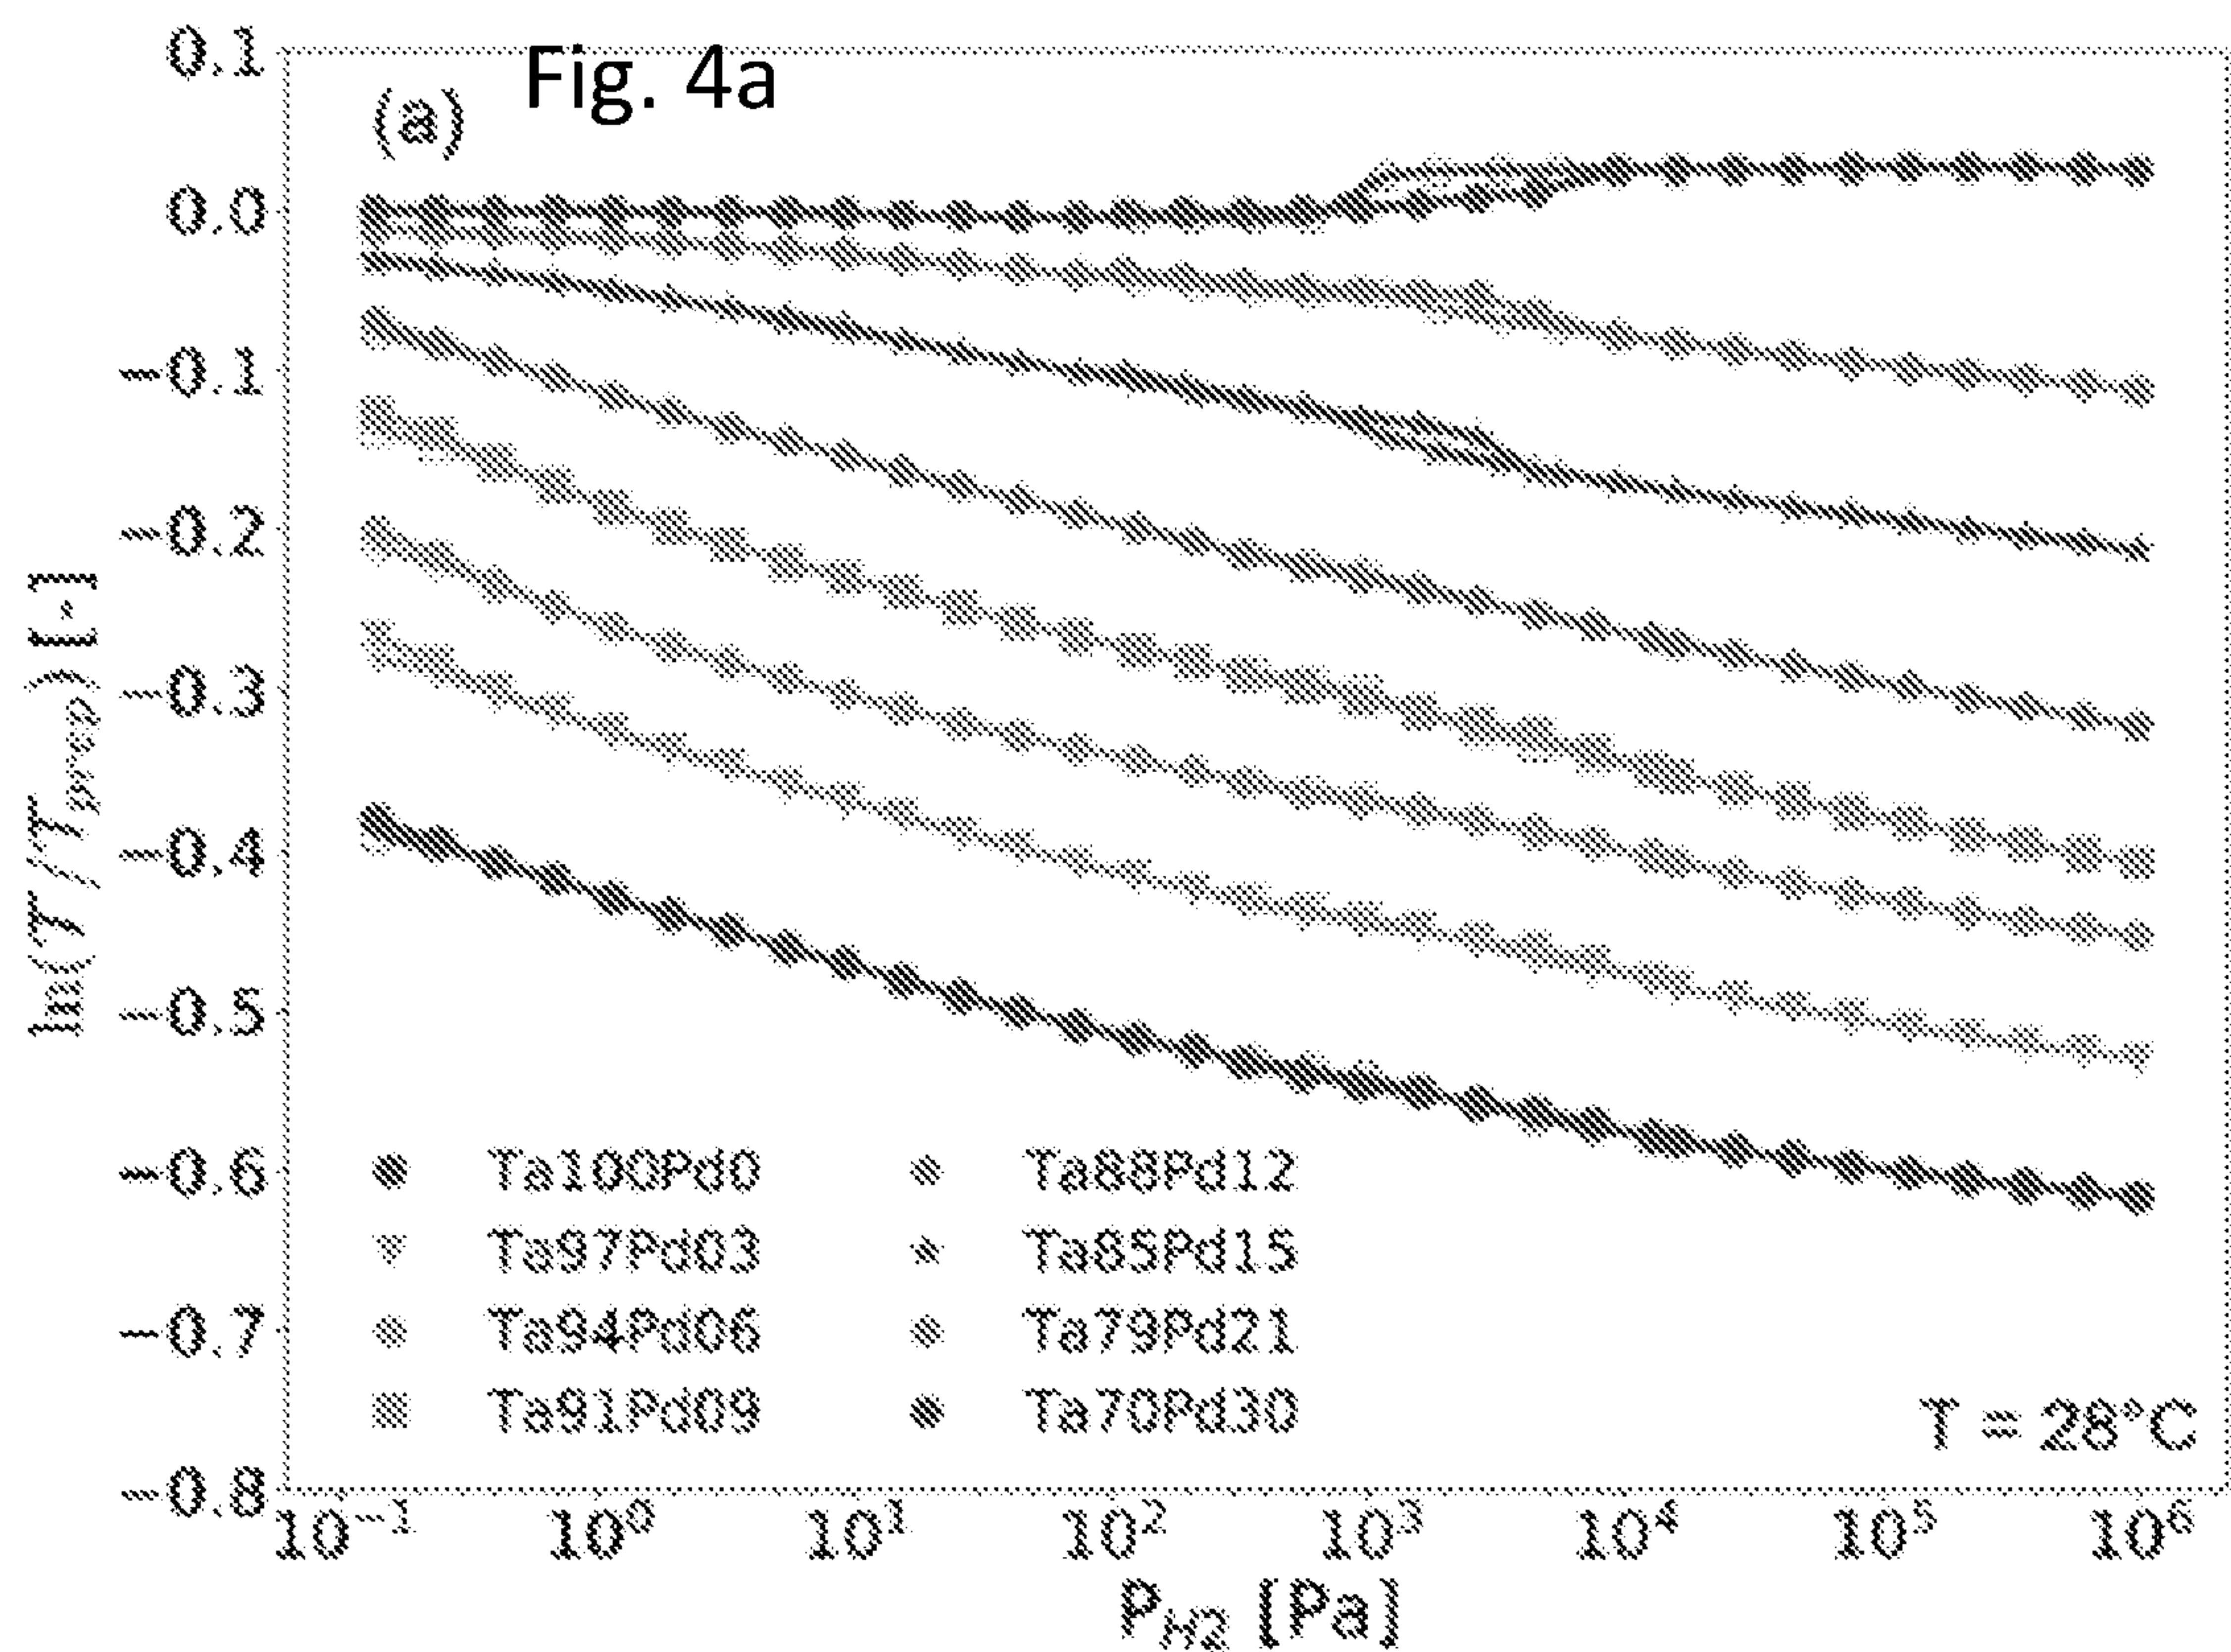 Fig. 4a
(a)
0.1
0.0
−0.1
−0.2
−0.3
−0.4
−0.5
−0.6
−0.7
−0.8
ln(T/T_prep) [-]
Ta100Pd0
Ta97Pd03
Ta94Pd06
Ta91Pd09
Ta88Pd12
Ta85Pd15
Ta79Pd21
Ta70Pd30
T = 28°C
10⁻¹ 10⁰ 10¹ 10² 10³ 10⁴ 10⁵ 10⁶
P_H2 [Pa]